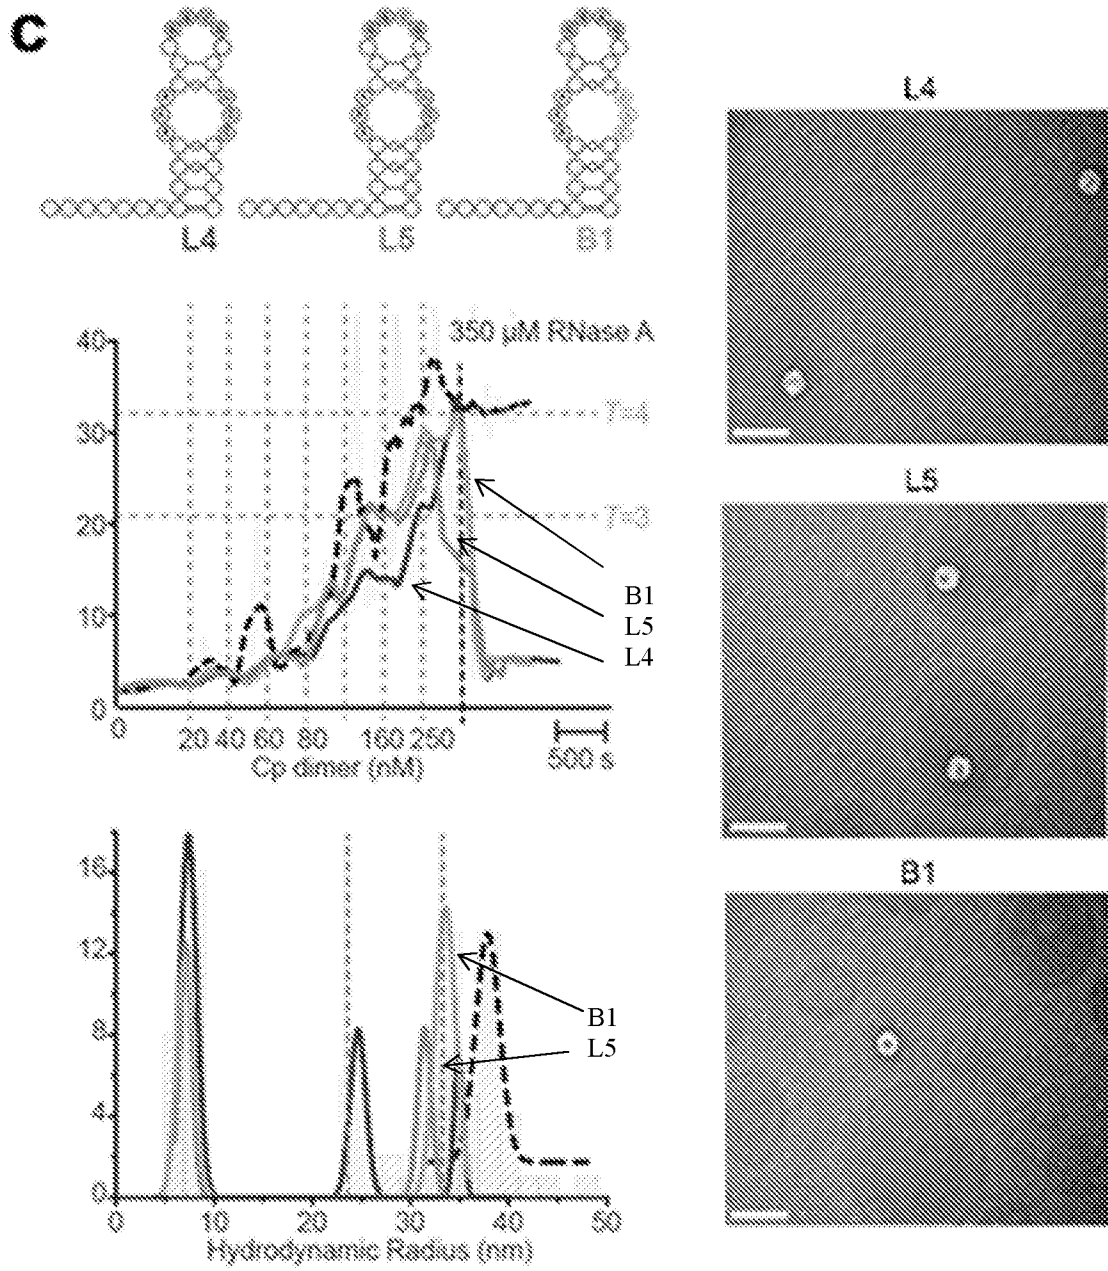 C
L4 L5 B1
350 µM RNase A
40
30
20
10
0
T=4
T=3
B1
L5
L4
0 20 40 60 80 160 250
Cp dimer (nM)
500 s
16
12
8
4
0
B1
L5
0 10 20 30 40 50
Hydrodynamic Radius (nm)
L4
L5
B1